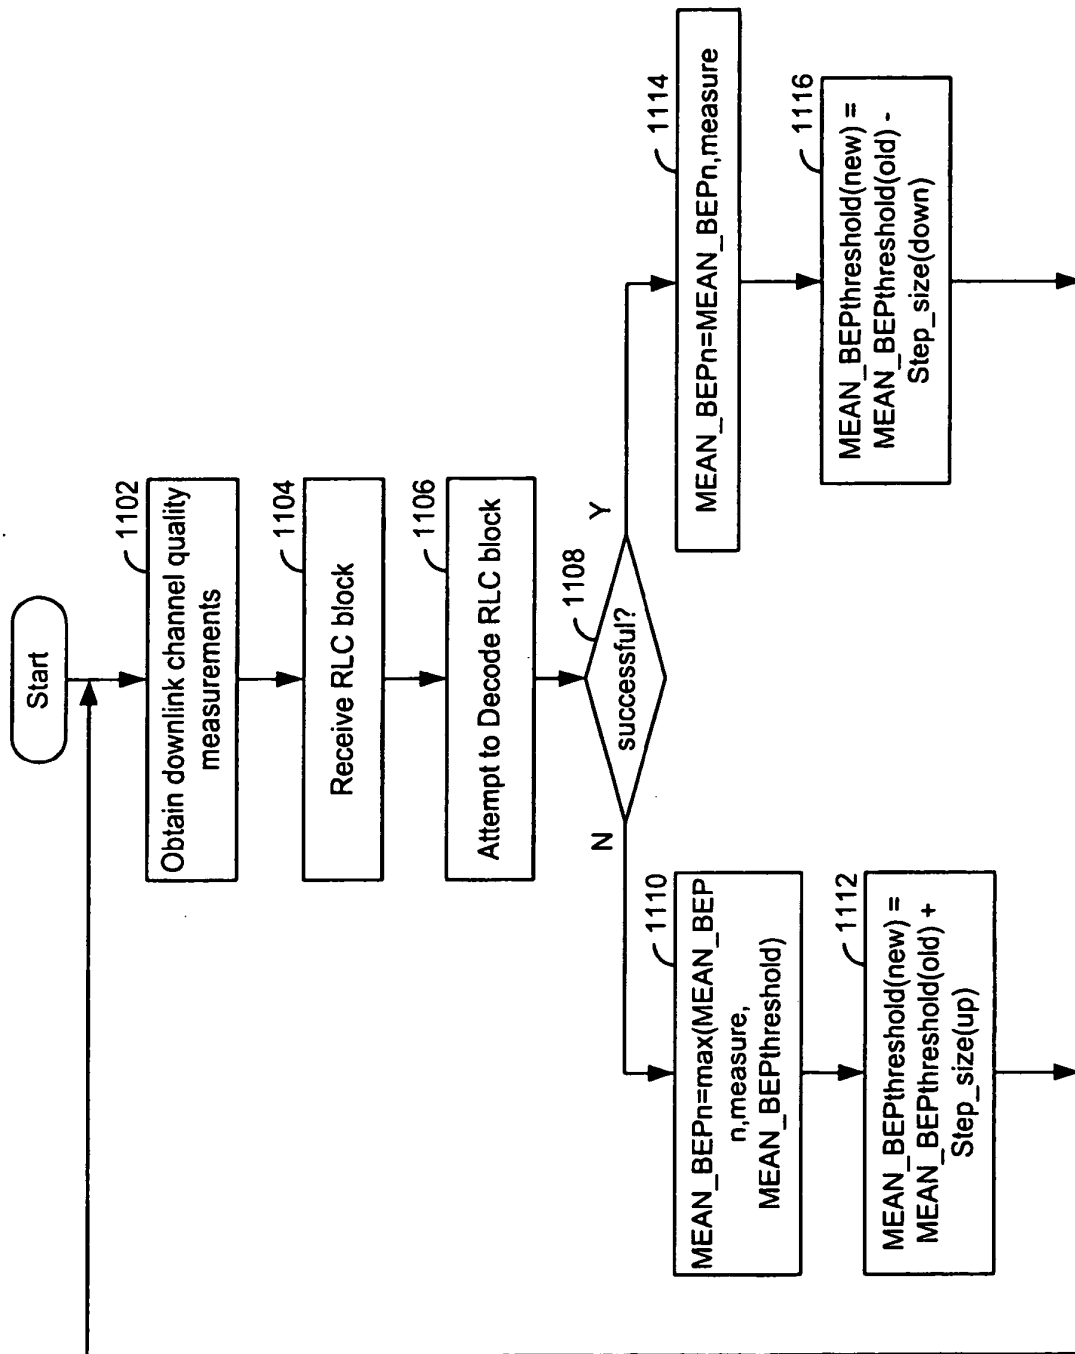 Start
1102
Obtain downlink channel quality
measurements
1104
Receive RLC block
1106
Attempt to Decode RLC block
1108
successful?
N
Y
1110
MEAN_BEPn=max(MEAN_BEP
n,measure,
MEAN_BEPthreshold)
1112
MEAN_BEPthreshold(new) =
MEAN_BEPthreshold(old) +
Step_size(up)
1114
MEAN_BEPn=MEAN_BEPn,measure
1116
MEAN_BEPthreshold(new) =
MEAN_BEPthreshold(old) -
Step_size(down)